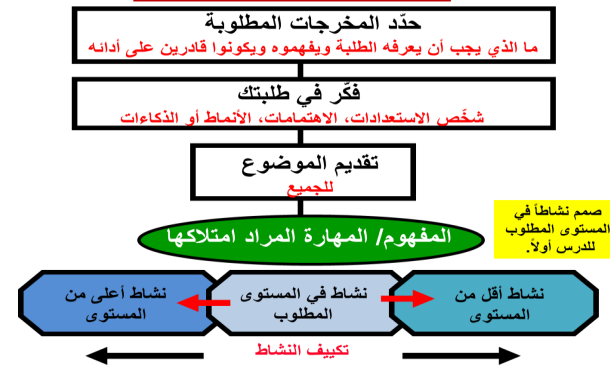 حدّد المخرجات المطلوبة
ما الذي يجب أن يعرفه الطلبة ويفهموه ويكونوا قادرين على أدائه
فكّر في طلبتك
شخّص الاستعدادات، الاهتمامات، الأنماط أو الذكاءات
تقديم الموضوع
للجميع
المفهوم/ المهارة المراد امتلاكها
صمم نشاطاً في
المستوى المطلوب
للدرس أولاً.
نشاط أقل من
المستوى
نشاط في المستوى
المطلوب
نشاط أعلى من
المستوى
تكييف النشاط